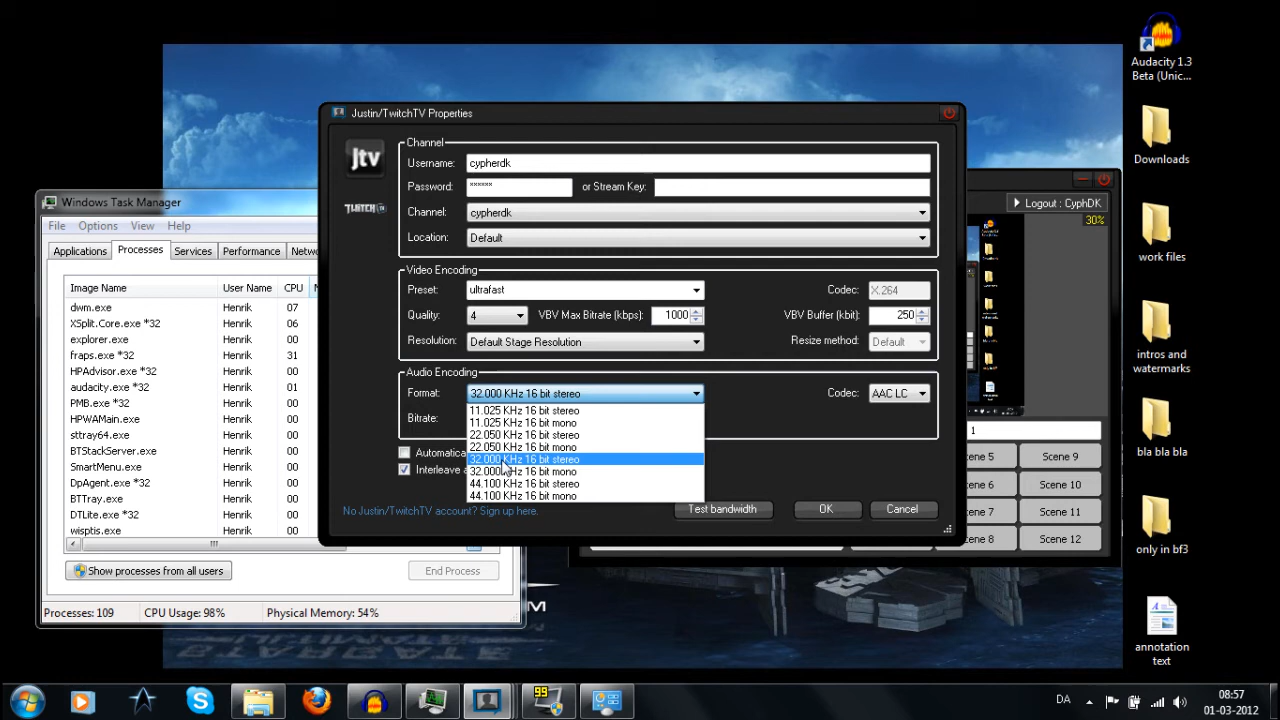 Audacity 1.3
Beta (Unic...
Downloads
work files
intros and
watermarks
bla bla bla
only in bf3
annotation
text
Justin/TwitchTV Properties
jtv
TWITCH
Channel
Username: cypherdk
Password: ****** or Stream Key:
Channel: cypherdk
Location: Default
Video Encoding
Preset: ultrafast Codec: X.264
Quality: 4 VBV Max Bitrate (kbps): 1000 VBV Buffer (kbit): 250
Resolution: Default Stage Resolution Resize method: Default
Audio Encoding
Format: 32.000 KHz 16 bit stereo Codec: AAC LC
Bitrate:
11.025 KHz 16 bit stereo
11.025 KHz 16 bit mono
22.050 KHz 16 bit stereo
22.050 KHz 16 bit mono
32.000 KHz 16 bit stereo
32.000 KHz 16 bit mono
44.100 KHz 16 bit stereo
44.100 KHz 16 bit mono
Automatica
Interleave a
No Justin/TwitchTV account? Sign up here.
Test bandwidth OK Cancel
Windows Task Manager
File Options View Help
Applications Processes Services Performance Netw
Image Name User Name CPU
dwm.exe Henrik 07
XSplit.Core.exe *32 Henrik 06
explorer.exe Henrik 00
fraps.exe *32 Henrik 31
HPAdvisor.exe *32 Henrik 00
audacity.exe *32 Henrik 01
PMB.exe *32 Henrik 00
HPWAMain.exe Henrik 00
sttray64.exe Henrik 00
BTStackServer.exe Henrik 00
SmartMenu.exe Henrik 00
DpAgent.exe *32 Henrik 00
BTTray.exe Henrik 00
DTLite.exe *32 Henrik 00
wisptis.exe Henrik 00
Show processes from all users End Process
Processes: 109 CPU Usage: 98% Physical Memory: 54%
Logout : CyphDK
30%
1
cene 5 Scene 9
cene 6 Scene 10
cene 7 Scene 11
cene 8 Scene 12
M
99
DA
08:57
01-03-2012